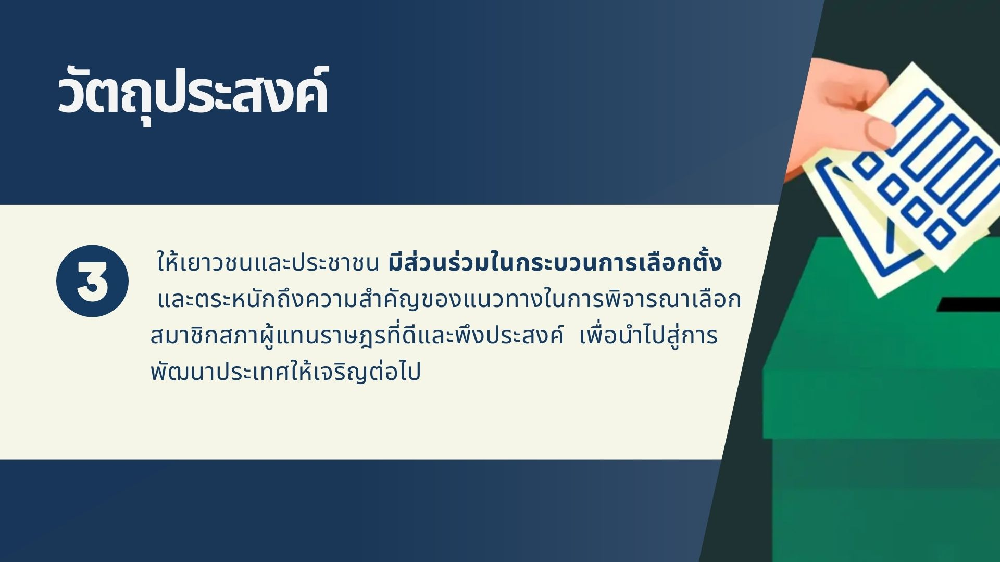 วัตถุประสงค์
3
ให้เยาวชนและประชาชน มีส่วนร่วมในกระบวนการเลือกตั้ง
และตระหนักถึงความสำคัญของแนวทางในการพิจารณาเลือก
สมาชิกสภาผู้แทนราษฎรที่ดีและพึงประสงค์ เพื่อนำไปสู่การ
พัฒนาประเทศให้เจริญต่อไป